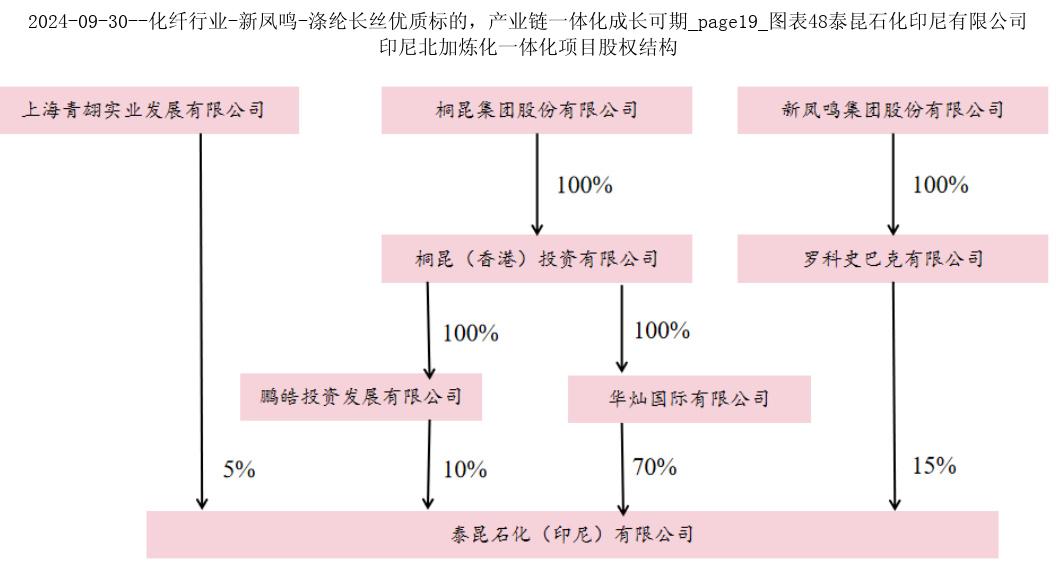 2024-09-30--化纤行业-新凤鸣-涤纶长丝优质标的，产业链一体化成长可期_page19_图表48泰昆石化印尼有限公司
印尼北加炼化一体化项目股权结构
上海青翃实业发展有限公司
桐昆集团股份有限公司
新凤鸣集团股份有限公司
100%
100%
桐昆（香港）投资有限公司
罗科史巴克有限公司
100%
100%
鹏皓投资发展有限公司
华灿国际有限公司
5%
10%
70%
15%
泰昆石化（印尼）有限公司